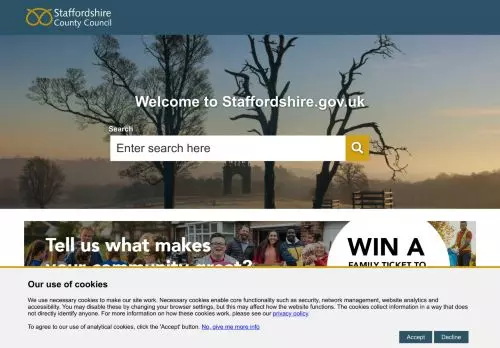 Staffordshire
County Council
Welcome to Staffordshire.gov.uk
Search
Enter search here
Tell us what makes
your community great?
WIN A
FAMILY TICKET TO
Our use of cookies
We use necessary cookies to make our site work. Necessary cookies enable core functionality such as security, network management, website analytics and
accessibility. You may disable these by changing your browser settings, but this may affect how the website functions. The cookies collect information in a way that does
not directly identify anyone. For more information on how these cookies work, please see our privacy policy
To agree to our use of analytical cookies, click the 'Accept' button. No, give me more info
Accept
Decline